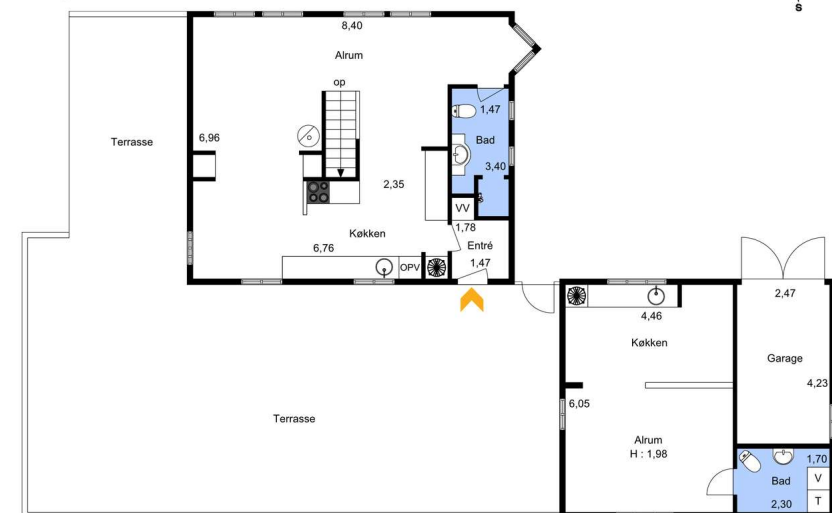 s
8,40
Alrum
op
1,47
6,96
Terrasse
Bad
3,40
2,35
VV
1,78
Køkken
Entré
6,76
1,47
OPV
2,47
4,46
Køkken
Garage
4,23
6,05
Terrasse
Alrum
H : 1,98
1,70
Bad
V
2,30
T